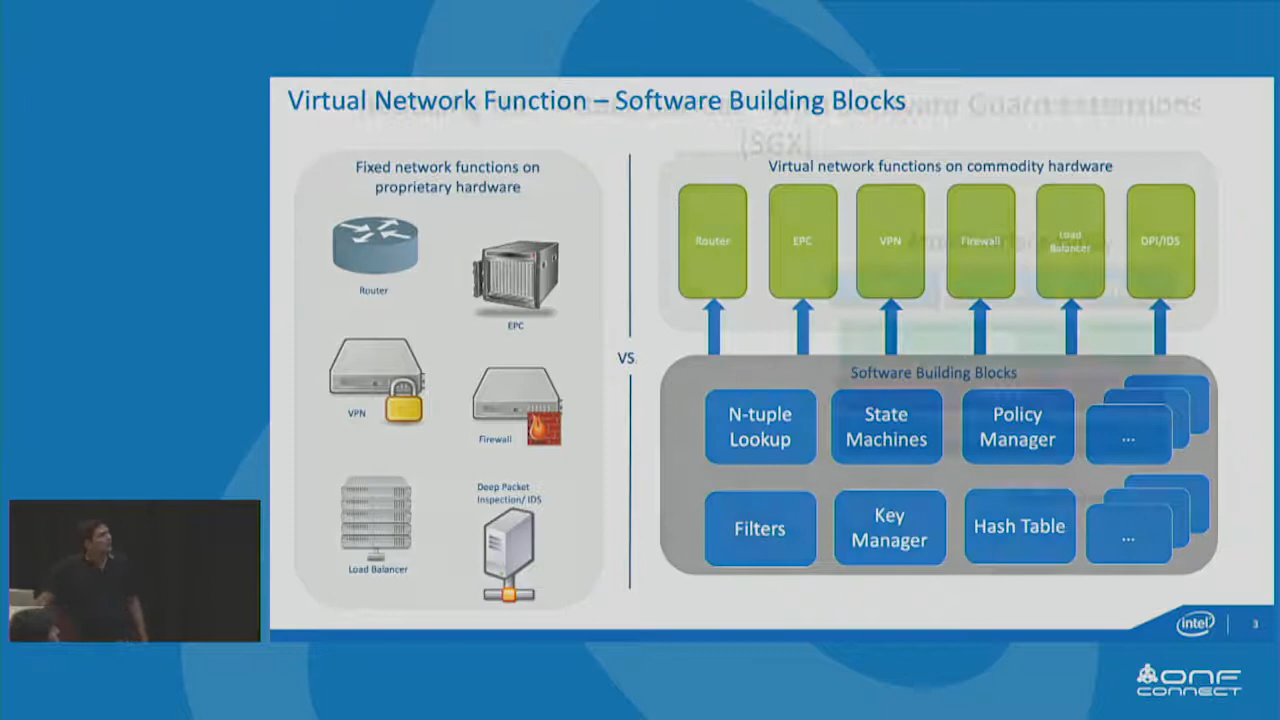 Virtual Network Function – Software Building Blocks
(SGX)
Fixed network functions on
proprietary hardware
Router
EPC
VPN
Firewall
Load Balancer
Deep Packet
Inspection/ IDS
VS
Virtual network functions on commodity hardware
Router
EPC
VPN
Firewall
Load
Balancer
DPI/IDS
Software Building Blocks
N-tuple
Lookup
State
Machines
Policy
Manager
...
Filters
Key
Manager
Hash Table
...
intel
3
ONF
CONNECT